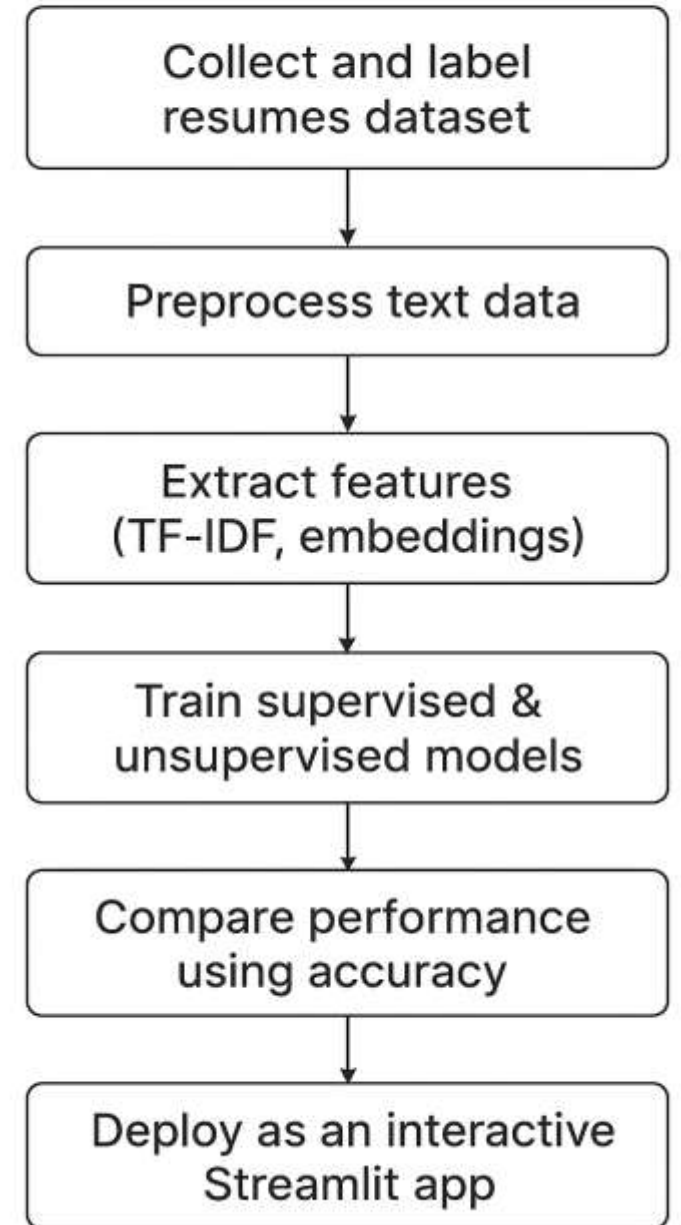 Collect and label
resumes dataset
Preprocess text data
Extract features
(TF-IDF, embeddings)
Train supervised &
unsupervised models
Compare performance
using accuracy
Deploy as an interactive
Streamlit app